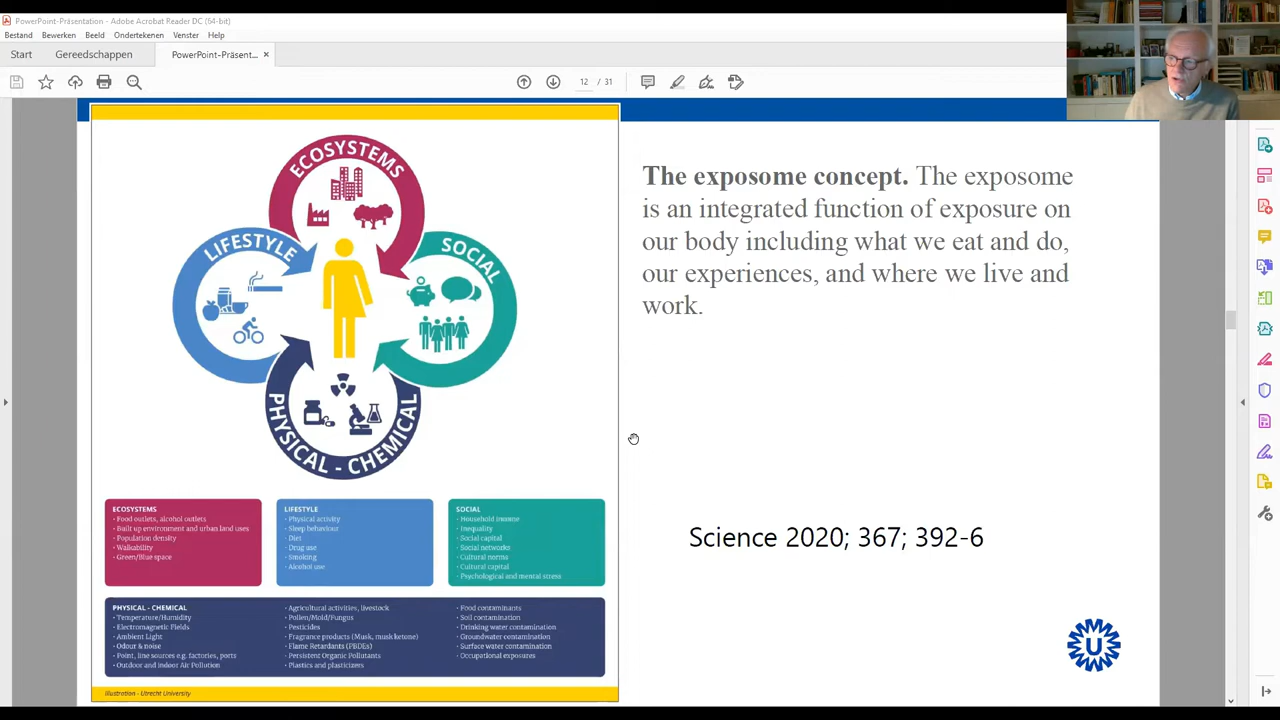 PowerPoint-Präsentation - Adobe Acrobat Reader DC (64-bit)
Bestand Bewerken Beeld Ondertekenen Venster Help
Start Gereedschappen PowerPoint-Präsent... ×
12 / 31
ECOSYSTEMS
LIFESTYLE
SOCIAL
PHYSICAL - CHEMICAL
The exposome concept. The exposome
is an integrated function of exposure on
our body including what we eat and do,
our experiences, and where we live and
work.
Science 2020; 367; 392-6
ECOSYSTEMS
· Food outlets, alcohol outlets
· Built up environment and urban land uses
· Population density
· Walkability
· Green/Blue space
LIFESTYLE
· Physical activity
· Sleep behaviour
· Diet
· Drug use
· Smoking
· Alcohol use
SOCIAL
· Household income
· Inequality
· Social capital
· Social networks
· Cultural norms
· Cultural capital
· Psychological and mental stress
PHYSICAL - CHEMICAL
· Temperature/Humidity
· Electromagnetic Fields
· Ambient Light
· Odour & noise
· Point, line sources e.g. factories, ports
· Outdoor and indoor Air Pollution
· Agricultural activities, livestock
· Pollen/Mold/Fungus
· Pesticides
· Fragrance products (Musk, musk ketone)
· Flame Retardants (PBDEs)
· Persistent Organic Pollutants
· Plastics and plasticizers
· Food contaminants
· Soil contamination
· Drinking water contamination
· Groundwater contamination
· Surface water contamination
· Occupational exposures
Illustration - Utrecht University
U